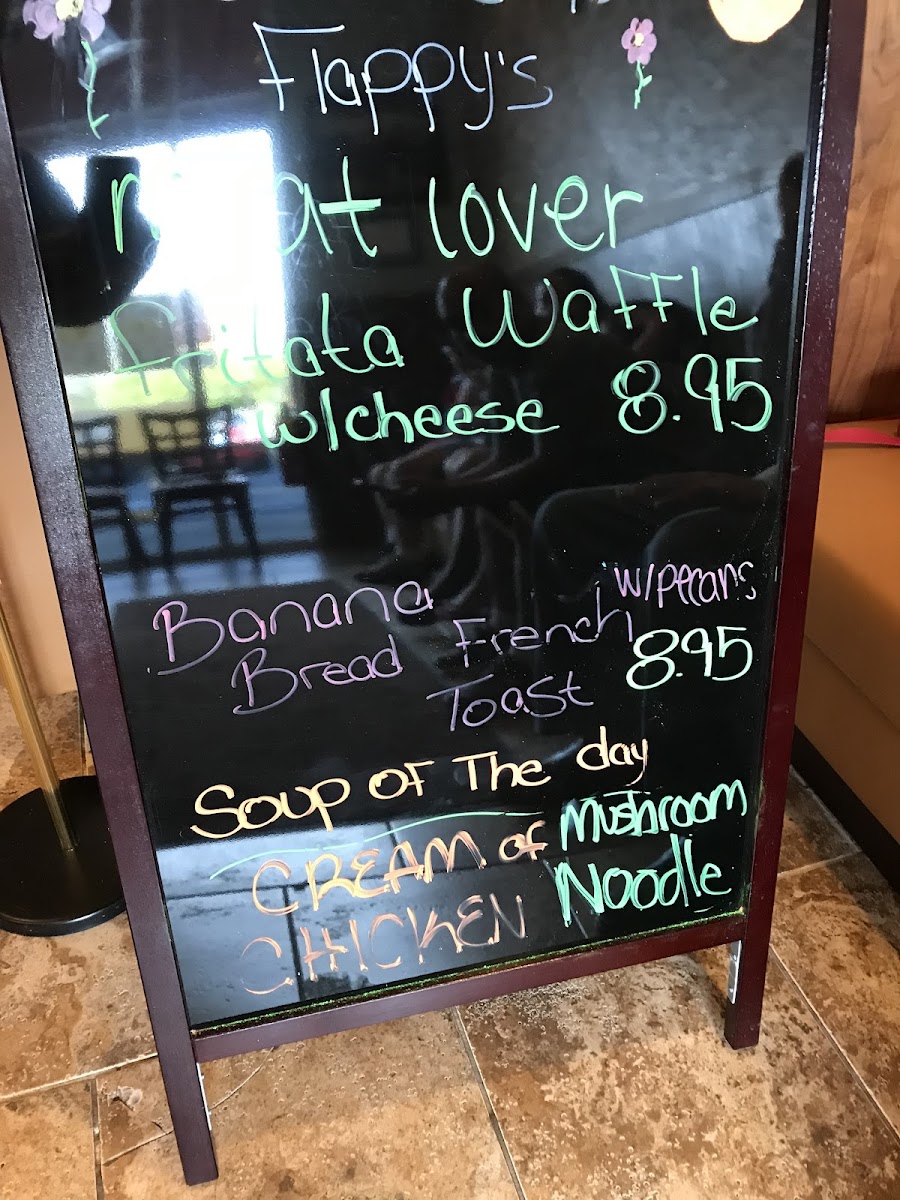 Flappy's
meat lover
fritata Waffle
w/cheese 8.95
Banana w/pecans
Bread French 8.95
Toast
Soup of The day
CREAM of Mushroom
CHICKEN Noodle